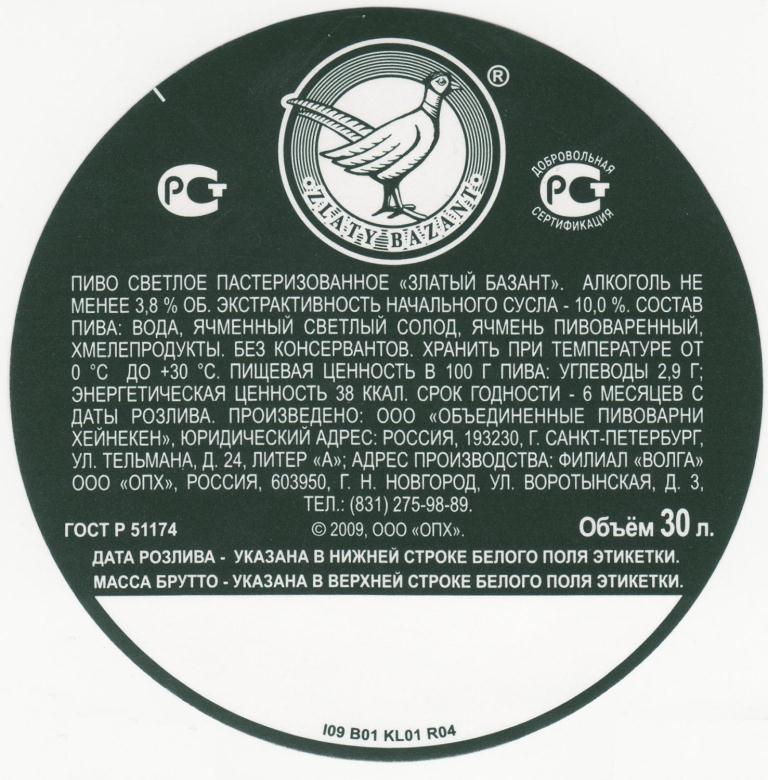 ®
ZLATY BAZANT
РСТ
ДОБРОВОЛЬНАЯ
РСТ
СЕРТИФИКАЦИЯ
ПИВО СВЕТЛОЕ ПАСТЕРИЗОВАННОЕ «ЗЛАТЫЙ БАЗАНТ». АЛКОГОЛЬ НЕ
МЕНЕЕ 3,8 % ОБ. ЭКСТРАКТИВНОСТЬ НАЧАЛЬНОГО СУСЛА - 10,0 %. СОСТАВ
ПИВА: ВОДА, ЯЧМЕННЫЙ СВЕТЛЫЙ СОЛОД, ЯЧМЕНЬ ПИВОВАРЕННЫЙ,
ХМЕЛЕПРОДУКТЫ. БЕЗ КОНСЕРВАНТОВ. ХРАНИТЬ ПРИ ТЕМПЕРАТУРЕ ОТ
0 °С ДО +30 °С. ПИЩЕВАЯ ЦЕННОСТЬ В 100 Г ПИВА: УГЛЕВОДЫ 2,9 Г;
ЭНЕРГЕТИЧЕСКАЯ ЦЕННОСТЬ 38 ККАЛ. СРОК ГОДНОСТИ - 6 МЕСЯЦЕВ С
ДАТЫ РОЗЛИВА. ПРОИЗВЕДЕНО: ООО «ОБЪЕДИНЕННЫЕ ПИВОВАРНИ
ХЕЙНЕКЕН», ЮРИДИЧЕСКИЙ АДРЕС: РОССИЯ, 193230, Г. САНКТ-ПЕТЕРБУРГ,
УЛ. ТЕЛЬМАНА, Д. 24, ЛИТЕР «А»; АДРЕС ПРОИЗВОДСТВА: ФИЛИАЛ «ВОЛГА»
ООО «ОПХ», РОССИЯ, 603950, Г. Н. НОВГОРОД, УЛ. ВОРОТЫНСКАЯ, Д. 3,
ТЕЛ.: (831) 275-98-89.
ГОСТ Р 51174 © 2009, ООО «ОПХ». Объём 30 л.
ДАТА РОЗЛИВА - УКАЗАНА В НИЖНЕЙ СТРОКЕ БЕЛОГО ПОЛЯ ЭТИКЕТКИ.
МАССА БРУТТО - УКАЗАНА В ВЕРХНЕЙ СТРОКЕ БЕЛОГО ПОЛЯ ЭТИКЕТКИ.
I09 B01 KL01 R04